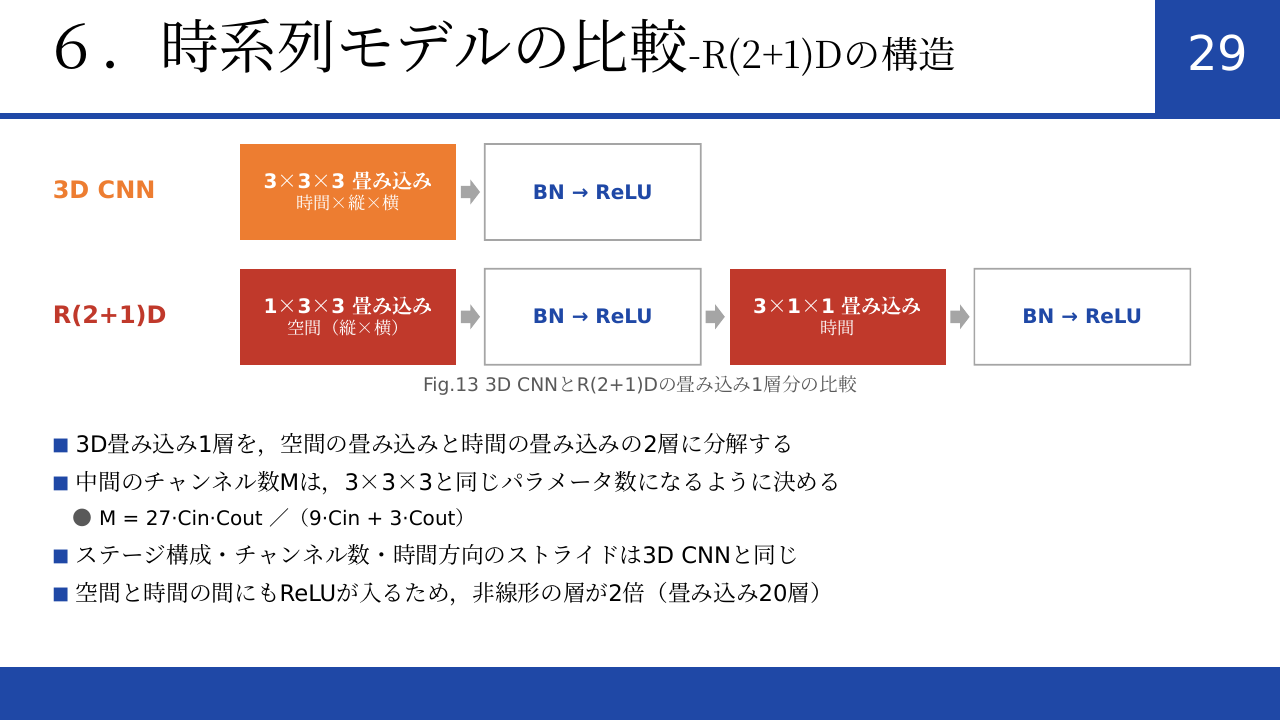 ６．時系列モデルの比較-R(2+1)Dの構造
29
3D CNN
3×3×3 畳み込み
時間×縦×横
BN → ReLU
R(2+1)D
1×3×3 畳み込み
空間（縦×横）
BN → ReLU
3×1×1 畳み込み
時間
BN → ReLU
Fig.13 3D CNNとR(2+1)Dの畳み込み1層分の比較
■ 3D畳み込み1層を，空間の畳み込みと時間の畳み込みの2層に分解する
■ 中間のチャンネル数Mは，3×3×3と同じパラメータ数になるように決める
● M = 27·Cin·Cout ／（9·Cin + 3·Cout）
■ ステージ構成・チャンネル数・時間方向のストライドは3D CNNと同じ
■ 空間と時間の間にもReLUが入るため，非線形の層が2倍（畳み込み20層）